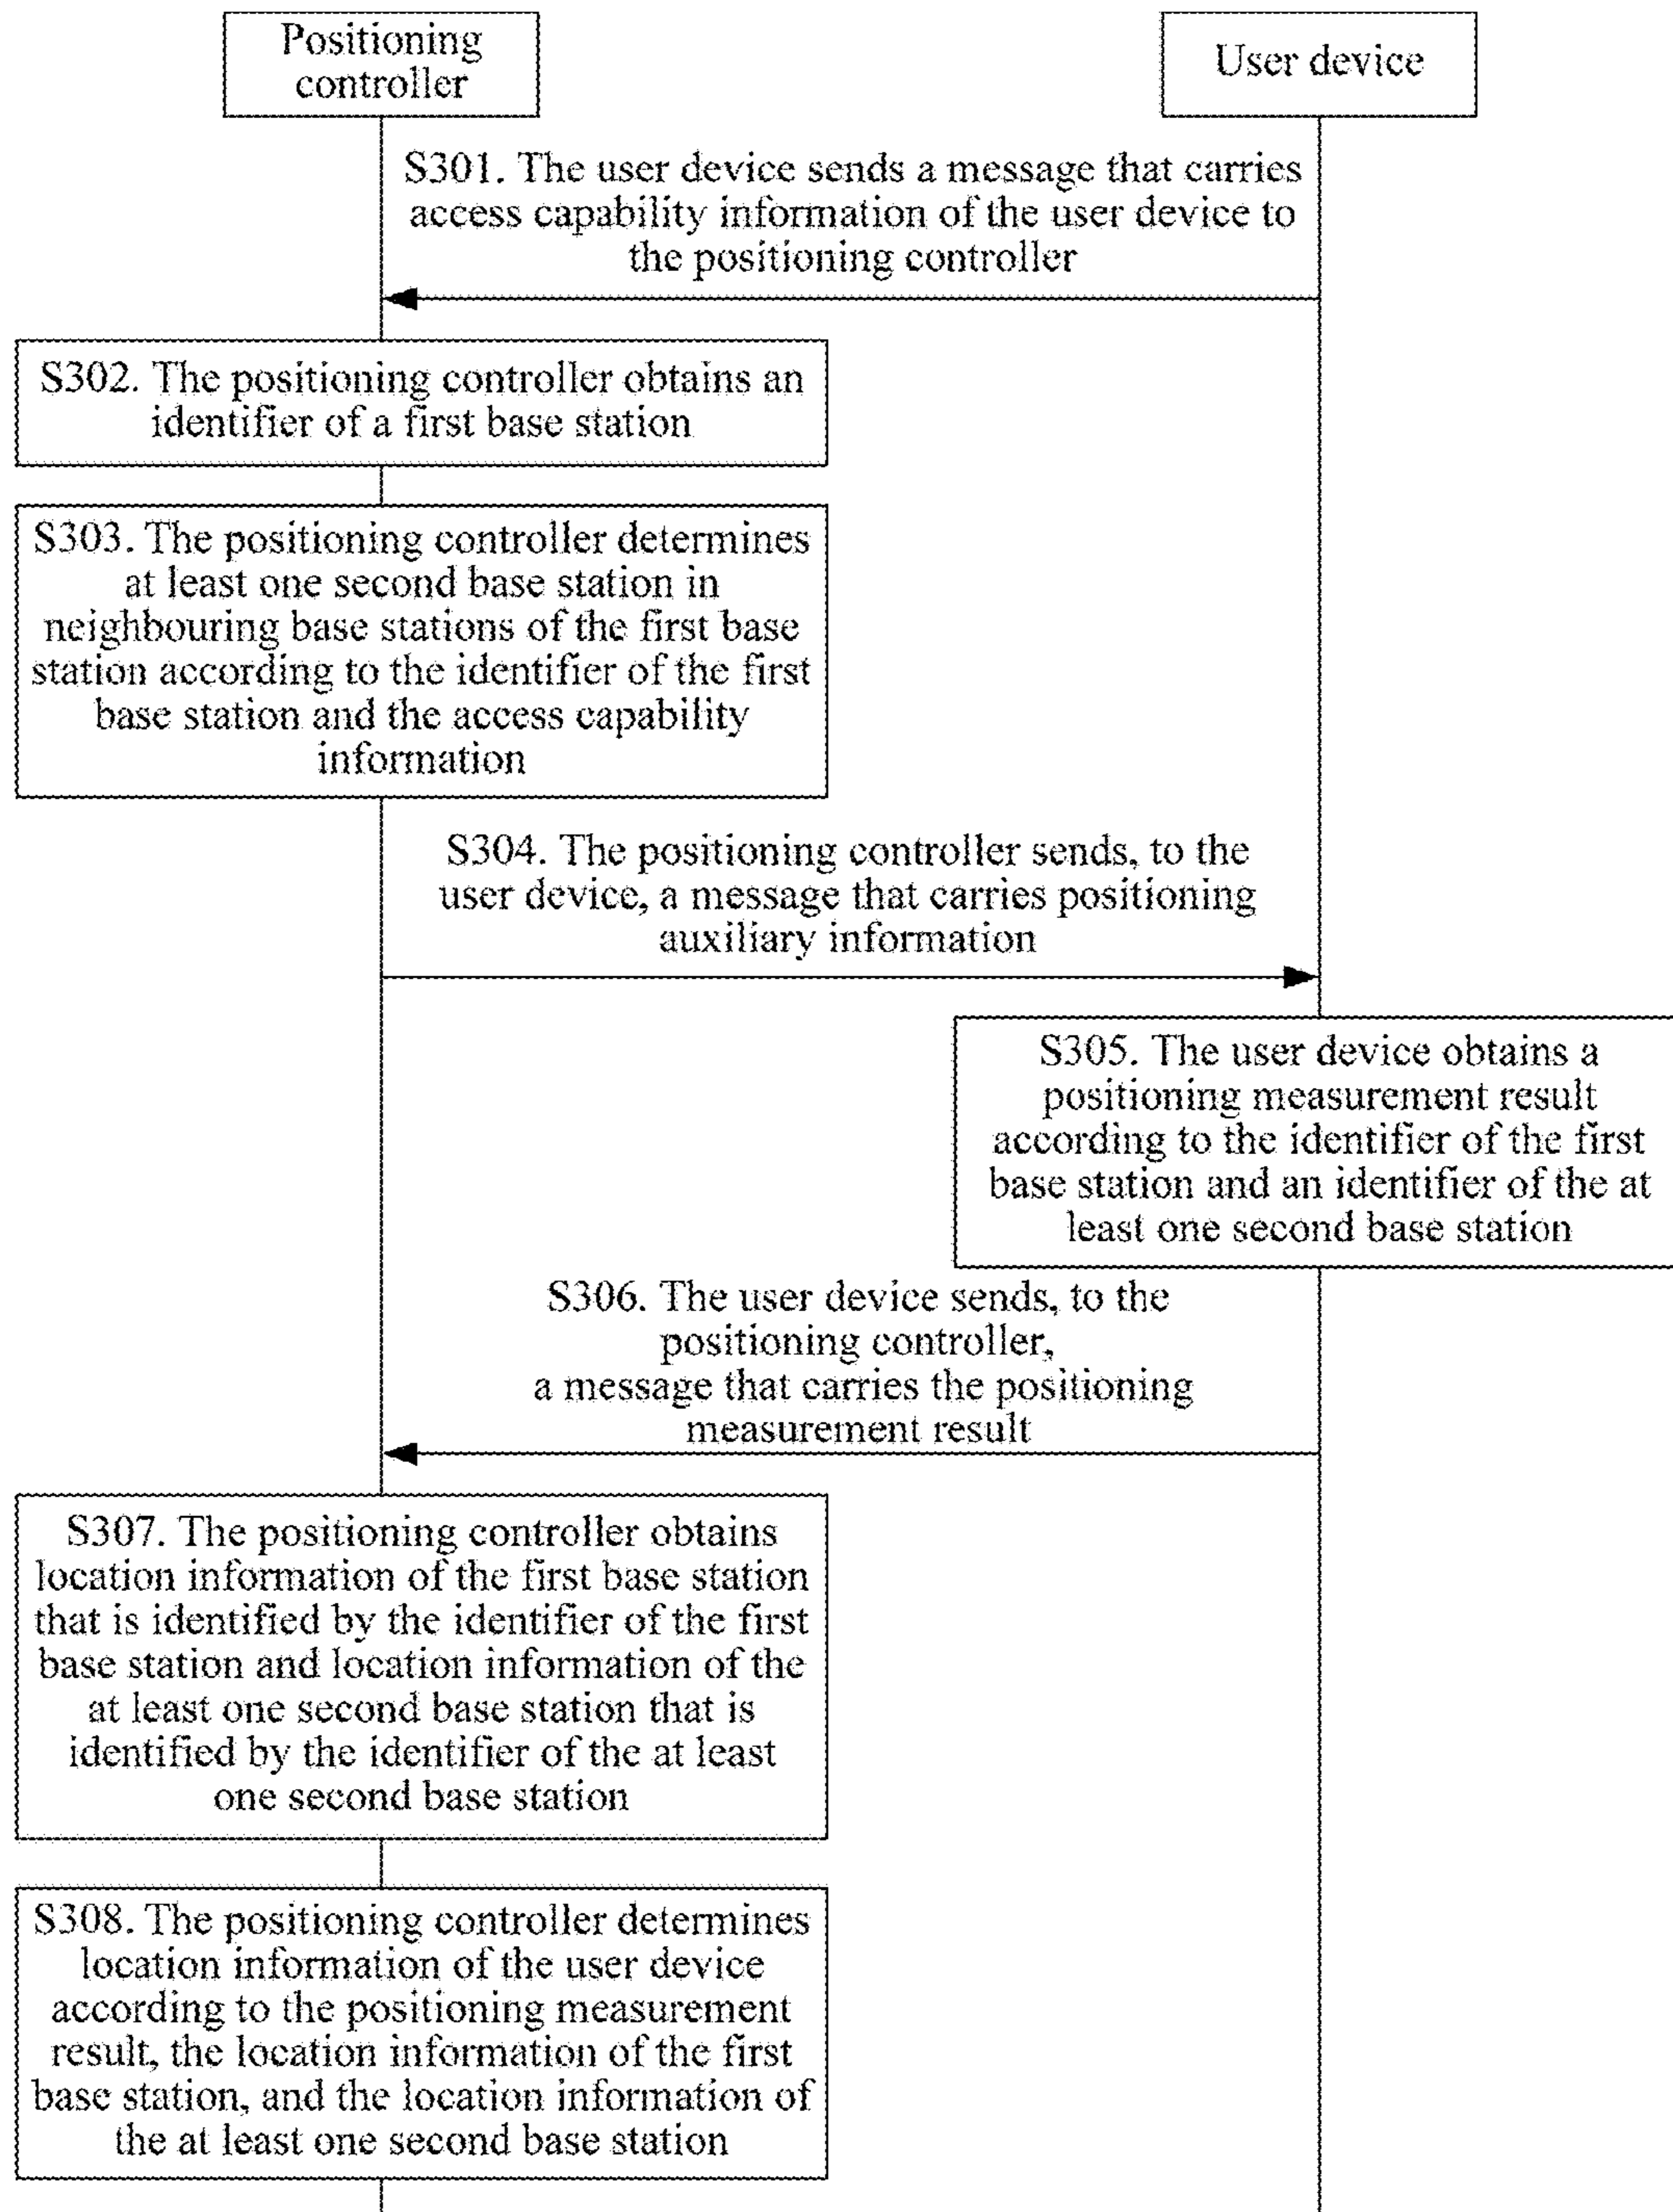 Positioning
controller
User device
S301. The user device sends a message that carries
access capability information of the user device to
the positioning controller
S302. The positioning controller obtains an
identifier of a first base station
S303. The positioning controller determines
at least one second base station in
neighbouring base stations of the first base
station according to the identifier of the first
base station and the access capability
information
S304. The positioning controller sends, to the
user device, a message that carries positioning
auxiliary information
S305. The user device obtains a
positioning measurement result
according to the identifier of the first
base station and an identifier of the at
least one second base station
S306. The user device sends, to the
positioning controller,
a message that carries the positioning
measurement result
S307. The positioning controller obtains
location information of the first base station
that is identified by the identifier of the first
base station and location information of the
at least one second base station that is
identified by the identifier of the at least
one second base station
S308. The positioning controller determines
location information of the user device
according to the positioning measurement
result, the location information of the first
base station, and the location information of
the at least one second base station